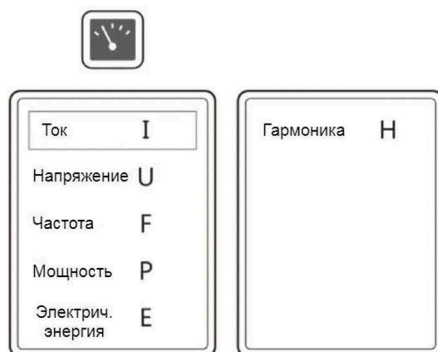 Ток I
Напряжение U
Частота F
Мощность P
Электрич.
энергия E
Гармоника H